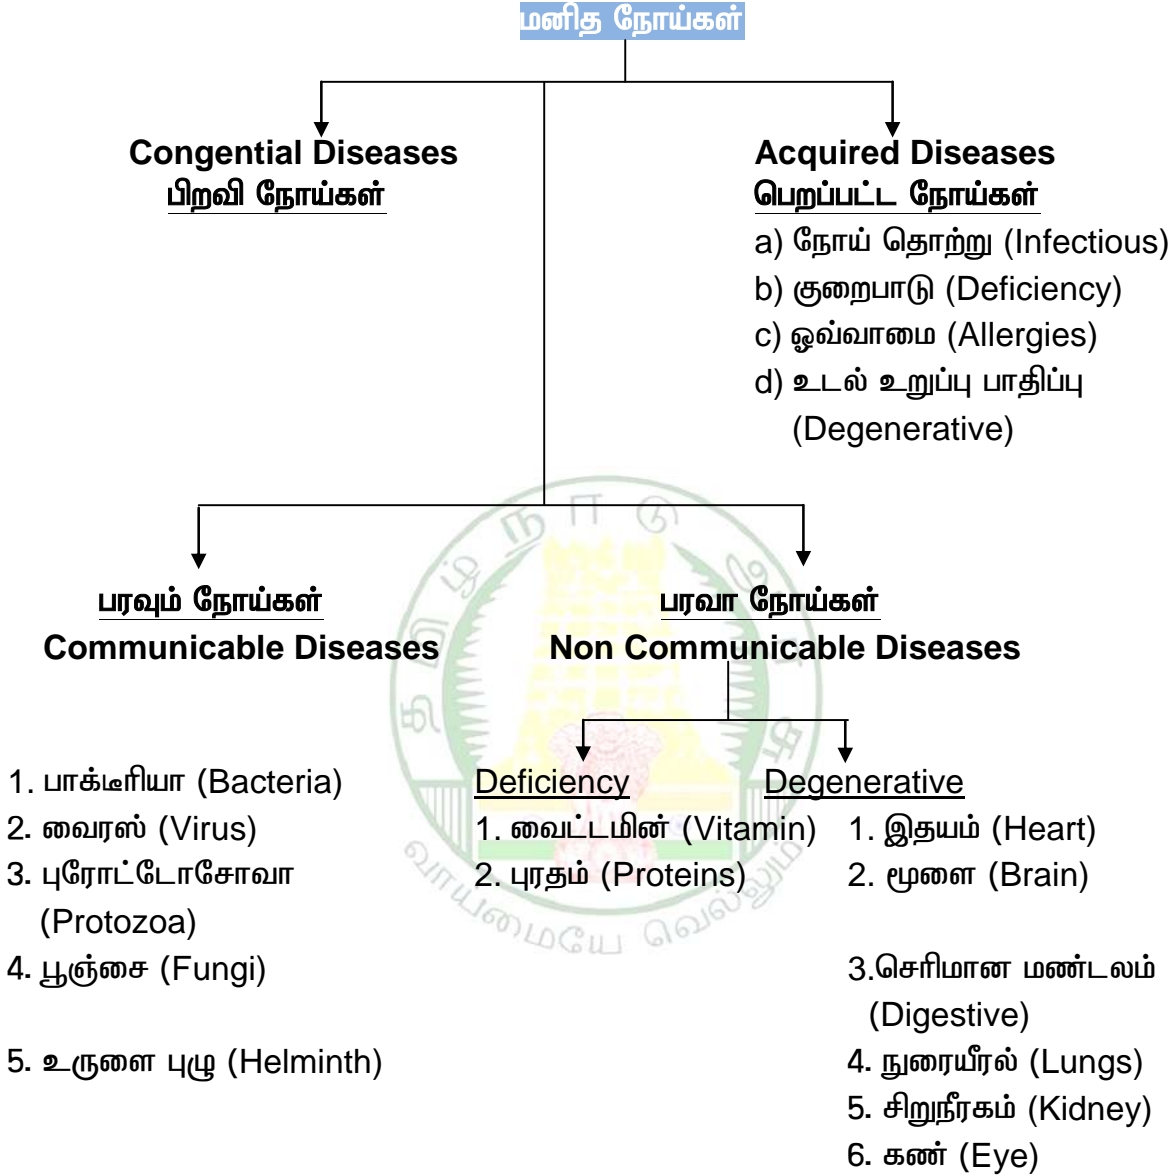 மனித நோய்கள்
Congential Diseases
பிறவி நோய்கள்
Acquired Diseases
பெறப்பட்ட நோய்கள்
a) நோய் தொற்று (Infectious)
b) குறைபாடு (Deficiency)
c) ஓவ்வாமை (Allergies)
d) உடல் உறுப்பு பாதிப்பு
(Degenerative)
தமிழ் நாடு அரசு
பரவும் நோய்கள்
Communicable Diseases
பரவா நோய்கள்
Non Communicable Diseases
1. பாக்டீரியா (Bacteria)
2. வைரஸ் (Virus)
3. புரோட்டோசோவா
(Protozoa)
4. பூஞ்சை (Fungi)
5. உருளை புழு (Helminth)
Deficiency
1. வைட்டமின் (Vitamin)
2. புரதம் (Proteins)
Degenerative
1. இதயம் (Heart)
2. மூளை (Brain)
3.செரிமான மண்டலம்
(Digestive)
4. நுரையீரல் (Lungs)
5. சிறுநீரகம் (Kidney)
6. கண் (Eye)
வாய்மையே வெல்லும்